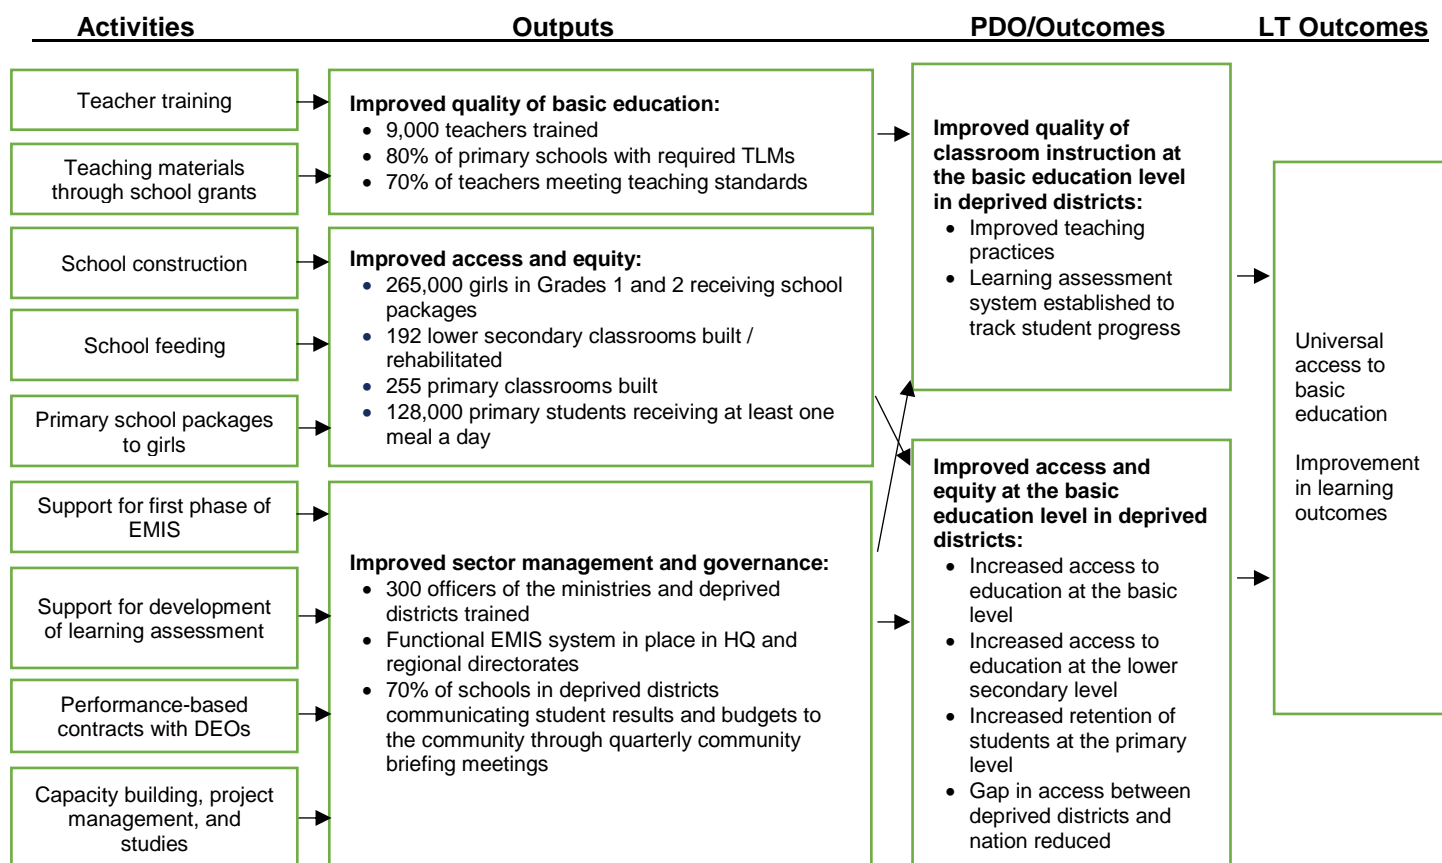 Activities
Outputs
PDO/Outcomes
LT Outcomes
Teacher training
Teaching materials
through school grants
School construction
School feeding
Primary school packages
to girls
Support for first phase of
EMIS
Support for development
of learning assessment
Performance-based
contracts with DEOs
Capacity building, project
management, and
studies
Improved quality of basic education:
• 9,000 teachers trained
• 80% of primary schools with required TLMs
• 70% of teachers meeting teaching standards
Improved access and equity:
• 265,000 girls in Grades 1 and 2 receiving school
packages
• 192 lower secondary classrooms built /
rehabilitated
• 255 primary classrooms built
• 128,000 primary students receiving at least one
meal a day
Improved sector management and governance:
• 300 officers of the ministries and deprived
districts trained
• Functional EMIS system in place in HQ and
regional directorates
• 70% of schools in deprived districts
communicating student results and budgets to
the community through quarterly community
briefing meetings
Improved quality of
classroom instruction at
the basic education level
in deprived districts:
• Improved teaching
practices
• Learning assessment
system established to
track student progress
Improved access and
equity at the basic
education level in deprived
districts:
• Increased access to
education at the basic
level
• Increased access to
education at the lower
secondary level
• Increased retention of
students at the primary
level
• Gap in access between
deprived districts and
nation reduced
Universal
access to
basic
education
Improvement
in learning
outcomes